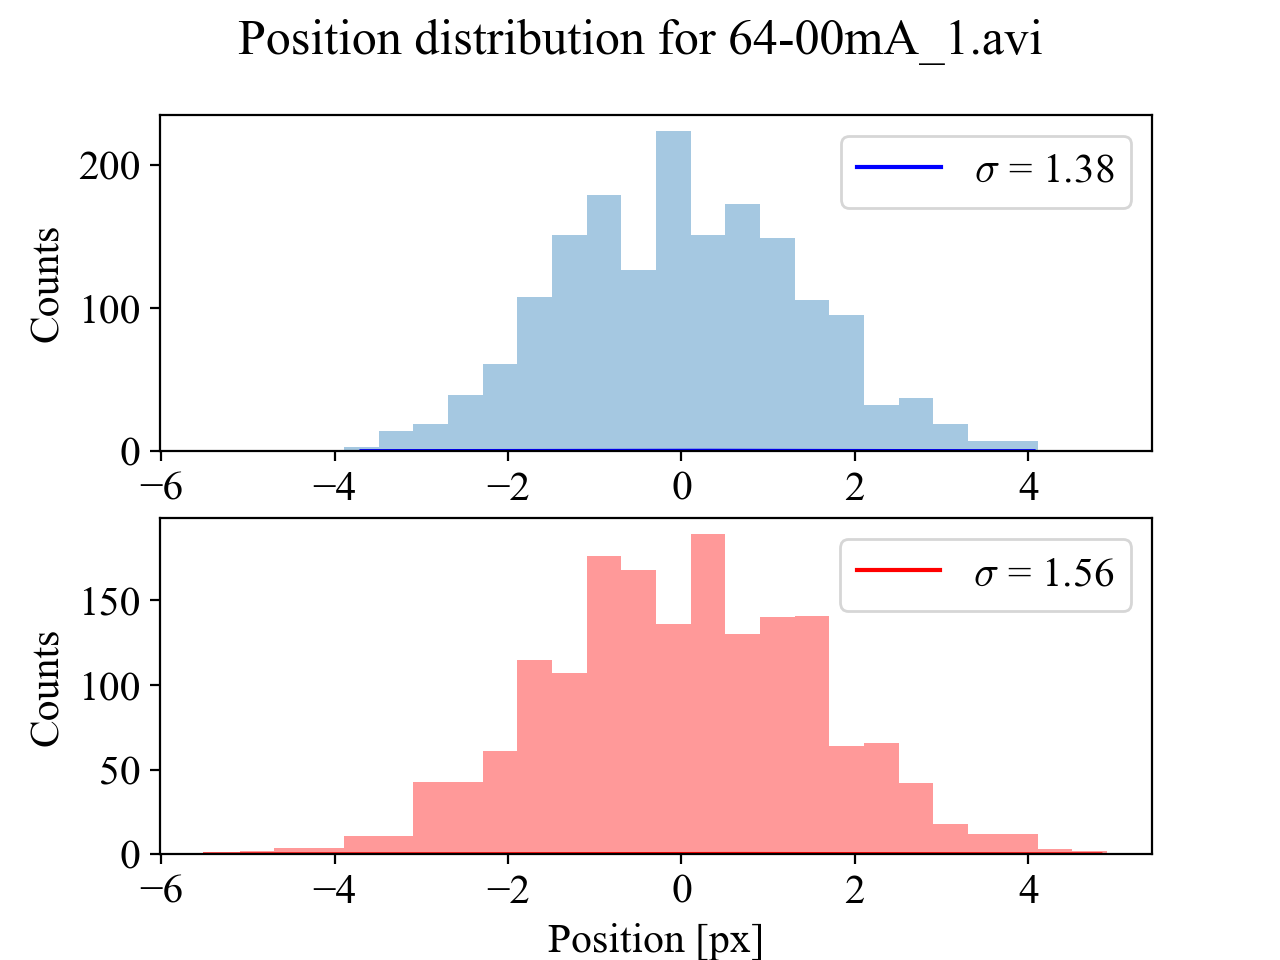 Position distribution for 64-00mA_1.avi
Counts
200
100
0
σ = 1.38
−6 −4 −2 0 2 4
Counts
150
100
50
0
σ = 1.56
−6 −4 −2 0 2 4
Position [px]